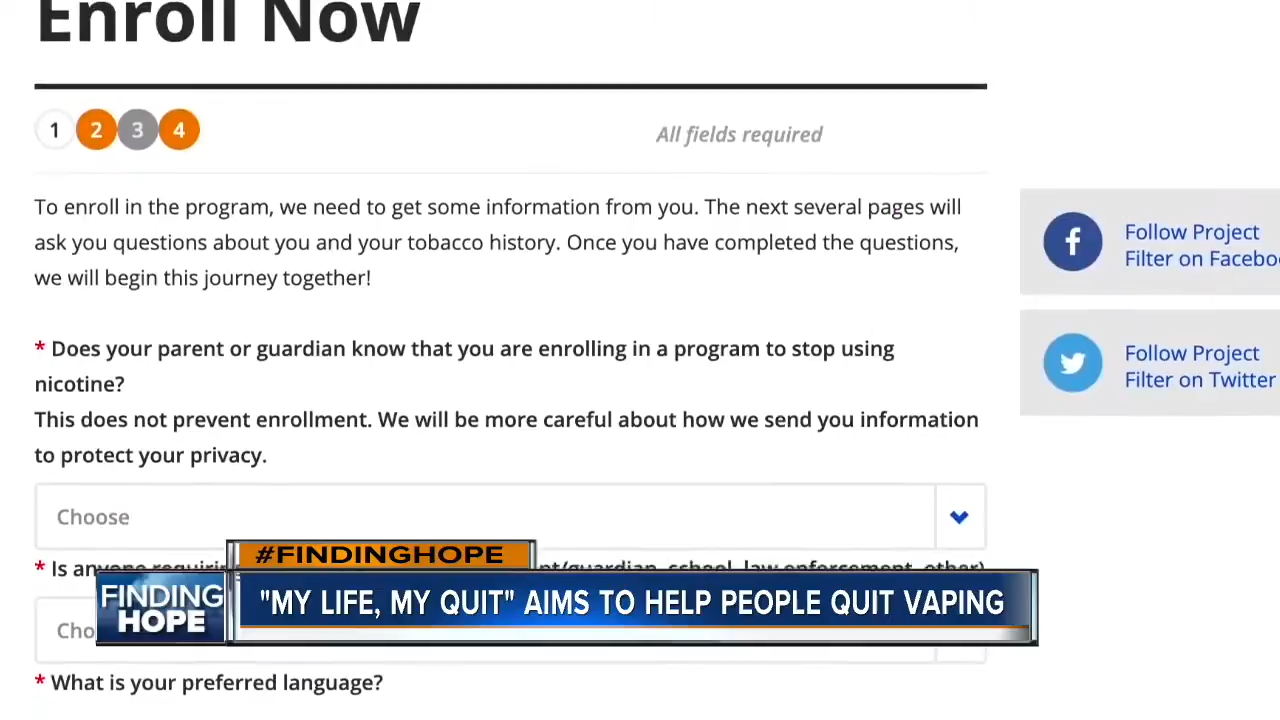 Enroll Now
1 2 3 4
All fields required
To enroll in the program, we need to get some information from you. The next several pages will
ask you questions about you and your tobacco history. Once you have completed the questions,
we will begin this journey together!
* Does your parent or guardian know that you are enrolling in a program to stop using
nicotine?
This does not prevent enrollment. We will be more careful about how we send you information
to protect your privacy.
Choose
* Is school, law enforcement, other)
* What is your preferred language?
Follow Project
Filter on
Follow Project
Filter on Twitter
#FINDINGHOPE
FINDING
HOPE
"MY LIFE, MY QUIT" AIMS TO HELP PEOPLE QUIT VAPING